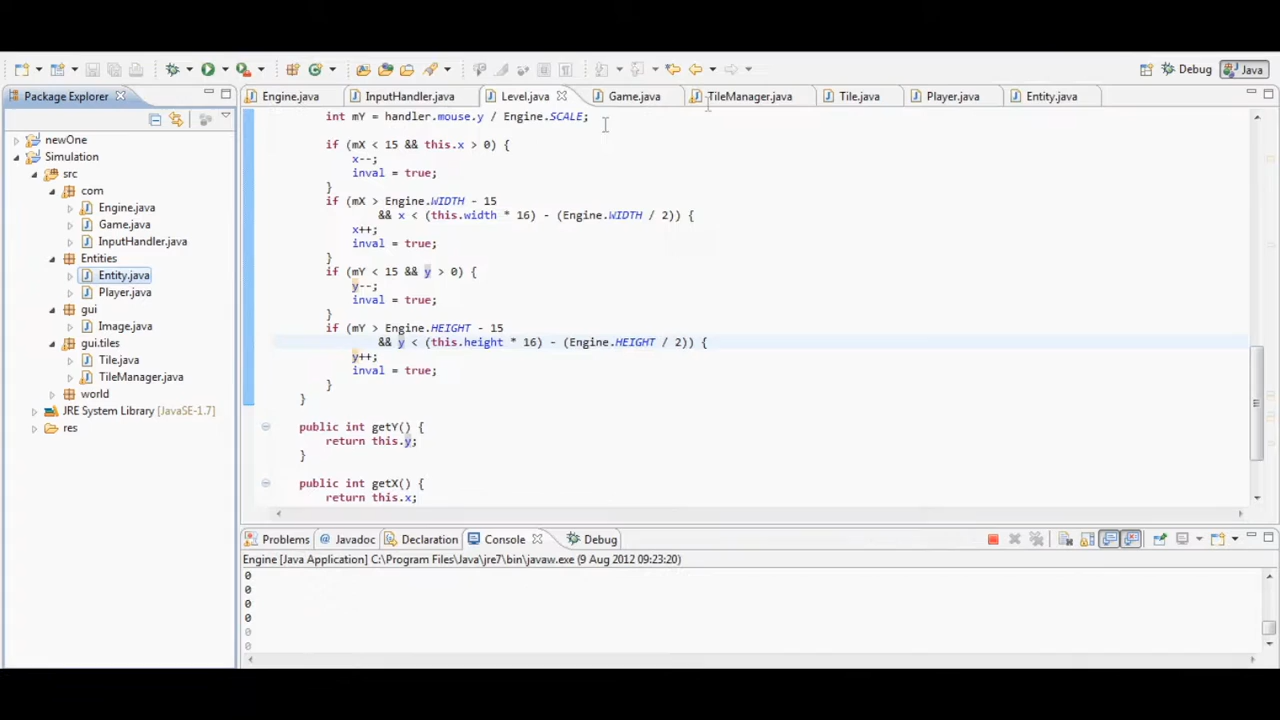 Debug
Java
Package Explorer
newOne
Simulation
src
com
Engine.java
Game.java
InputHandler.java
Entities
Entity.java
Player.java
gui
Image.java
gui.tiles
Tile.java
TileManager.java
world
JRE System Library [JavaSE-1.7]
res
Engine.java
InputHandler.java
Level.java
Game.java
TileManager.java
Tile.java
Player.java
Entity.java
int mY = handler.mouse.y / Engine.SCALE;
if (mX < 15 && this.x > 0) {
x--;
inval = true;
}
if (mX > Engine.WIDTH - 15
&& x < (this.width * 16) - (Engine.WIDTH / 2)) {
x++;
inval = true;
}
if (mY < 15 && y > 0) {
y--;
inval = true;
}
if (mY > Engine.HEIGHT - 15
&& y < (this.height * 16) - (Engine.HEIGHT / 2)) {
y++;
inval = true;
}
}
public int getY() {
return this.y;
}
public int getX() {
return this.x;
Problems
Javadoc
Declaration
Console
Debug
Engine [Java Application] C:\Program Files\Java\jre7\bin\javaw.exe (9 Aug 2012 09:23:20)
0
0
0
0
0
0